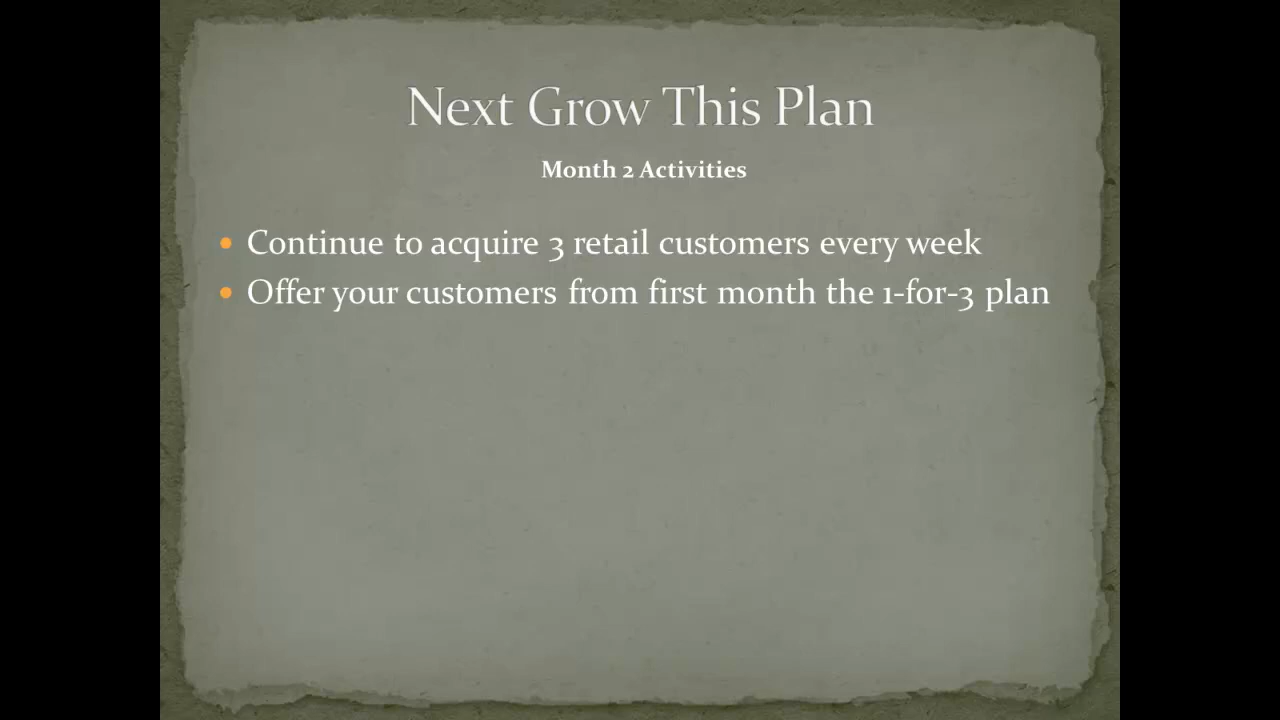 Next Grow This Plan
Month 2 Activities
Continue to acquire 3 retail customers every week
Offer your customers from first month the 1-for-3 plan